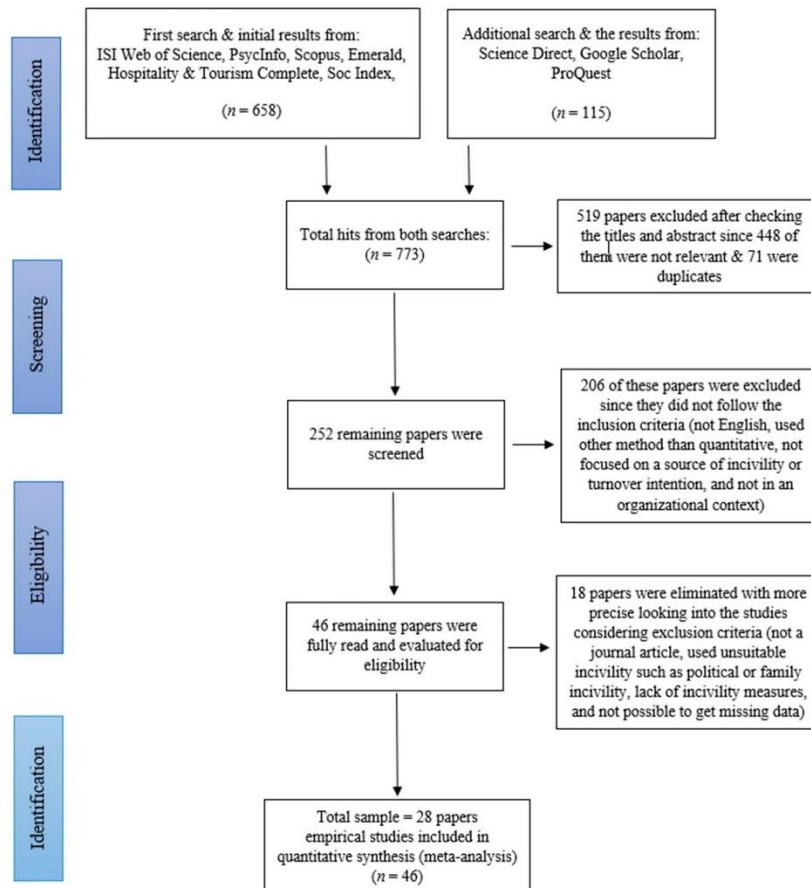 First search & initial results from:
ISI Web of Science, PsycInfo, Scopus, Emerald,
Hospitality & Tourism Complete, Soc Index,
(n = 658)
Additional search & the results from:
Science Direct, Google Scholar,
ProQuest
(n = 115)
Identification
Total hits from both searches:
(n = 773)
519 papers excluded after checking
the titles and abstract since 448 of
them were not relevant & 71 were
duplicates
Screening
252 remaining papers were
screened
206 of these papers were excluded
since they did not follow the
inclusion criteria (not English, used
other method than quantitative, not
focused on a source of incivility or
turnover intention, and not in an
organizational context)
Eligibility
46 remaining papers were
fully read and evaluated for
eligibility
18 papers were eliminated with more
precise looking into the studies
considering exclusion criteria (not a
journal article, used unsuitable
incivility such as political or family
incivility, lack of incivility measures,
and not possible to get missing data)
Identification
Total sample = 28 papers
empirical studies included in
quantitative synthesis (meta-analysis)
(n = 46)